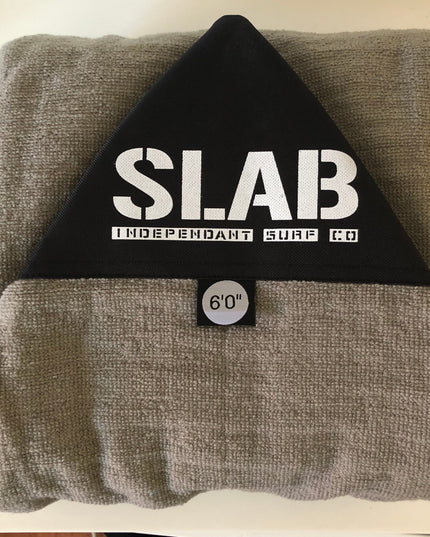 SLAB
INDEPENDANT SURF CO
6'0"